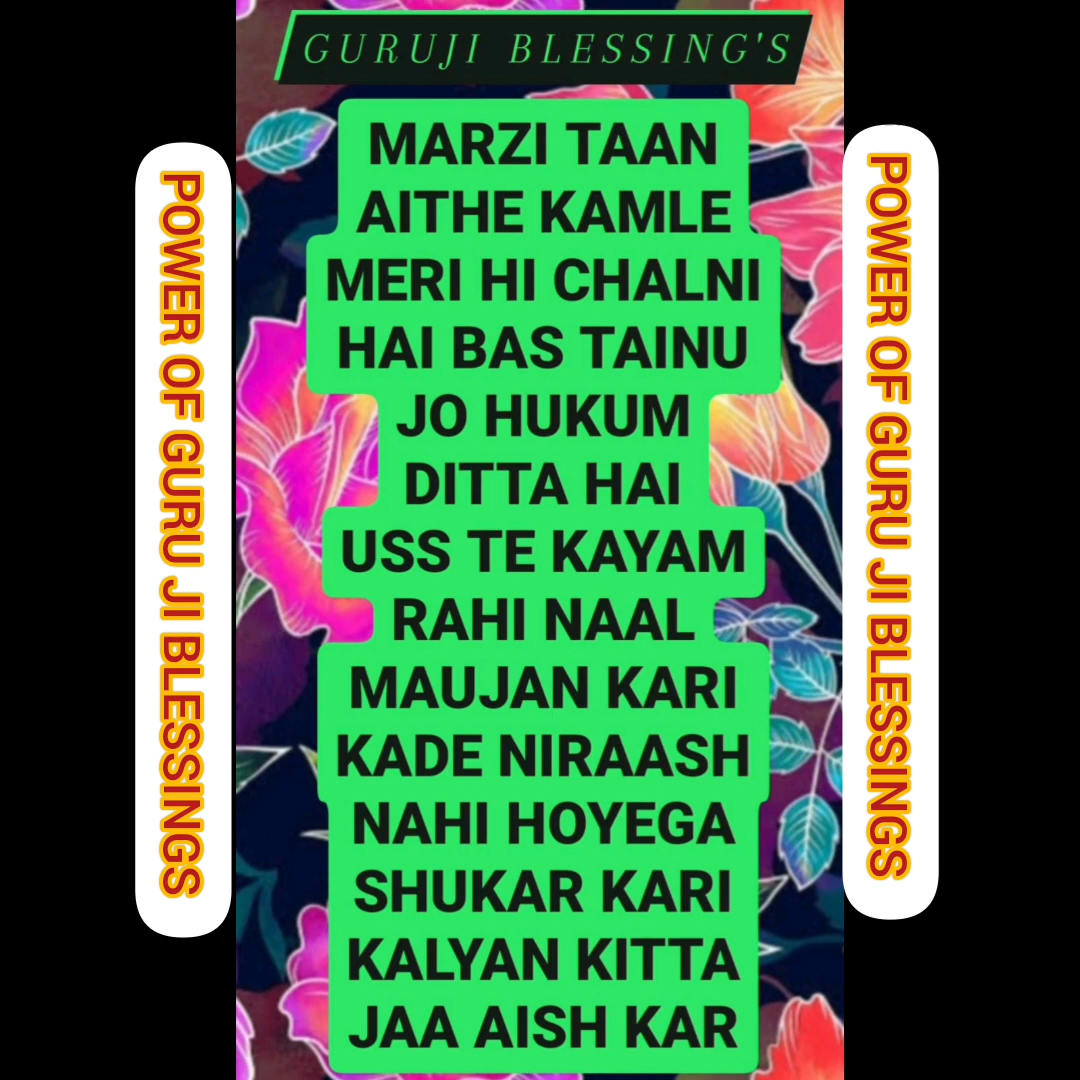 GURUJI BLESSING'S
MARZI TAAN
AITHE KAMLE
MERI HI CHALNI
HAI BAS TAINU
JO HUKUM
DITTA HAI
USS TE KAYAM
RAHI NAAL
MAUJAN KARI
KADE NIRAASH
NAHI HOYEGA
SHUKAR KARI
KALYAN KITTA
JAA AISH KAR
POWER OF GURU JI BLESSINGS
POWER OF GURU JI BLESSINGS